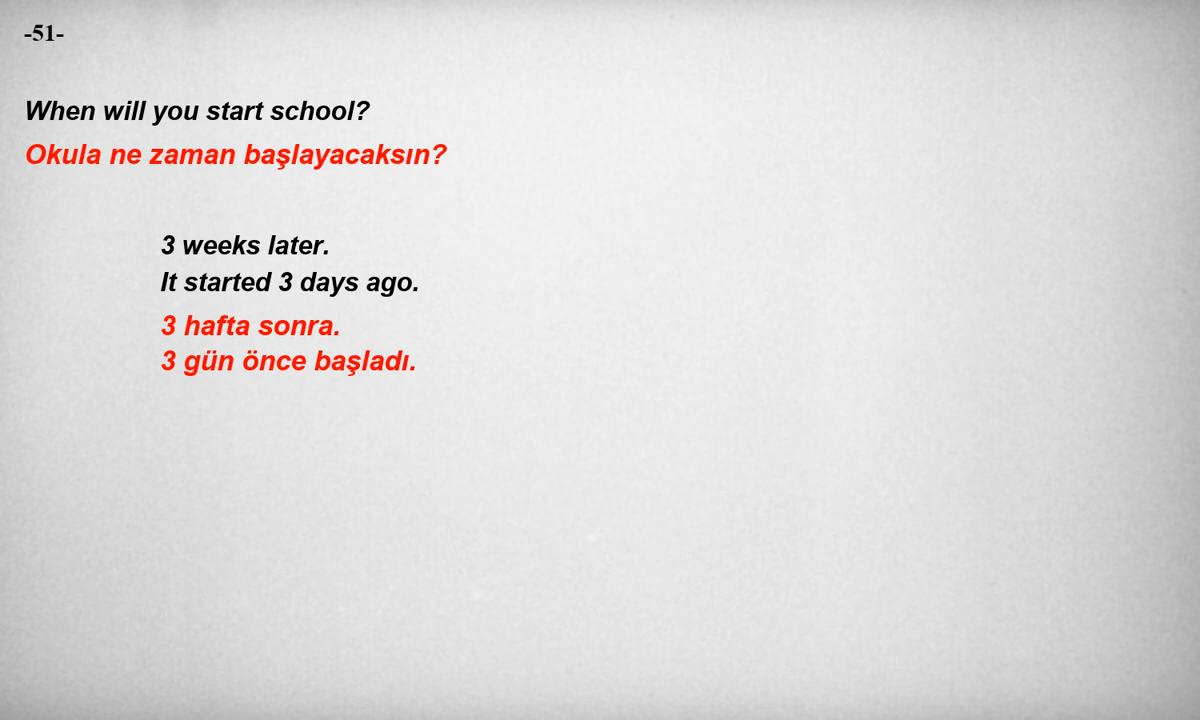 -51-
When will you start school?
Okula ne zaman başlayacaksın?
3 weeks later.
It started 3 days ago.
3 hafta sonra.
3 gün önce başladı.